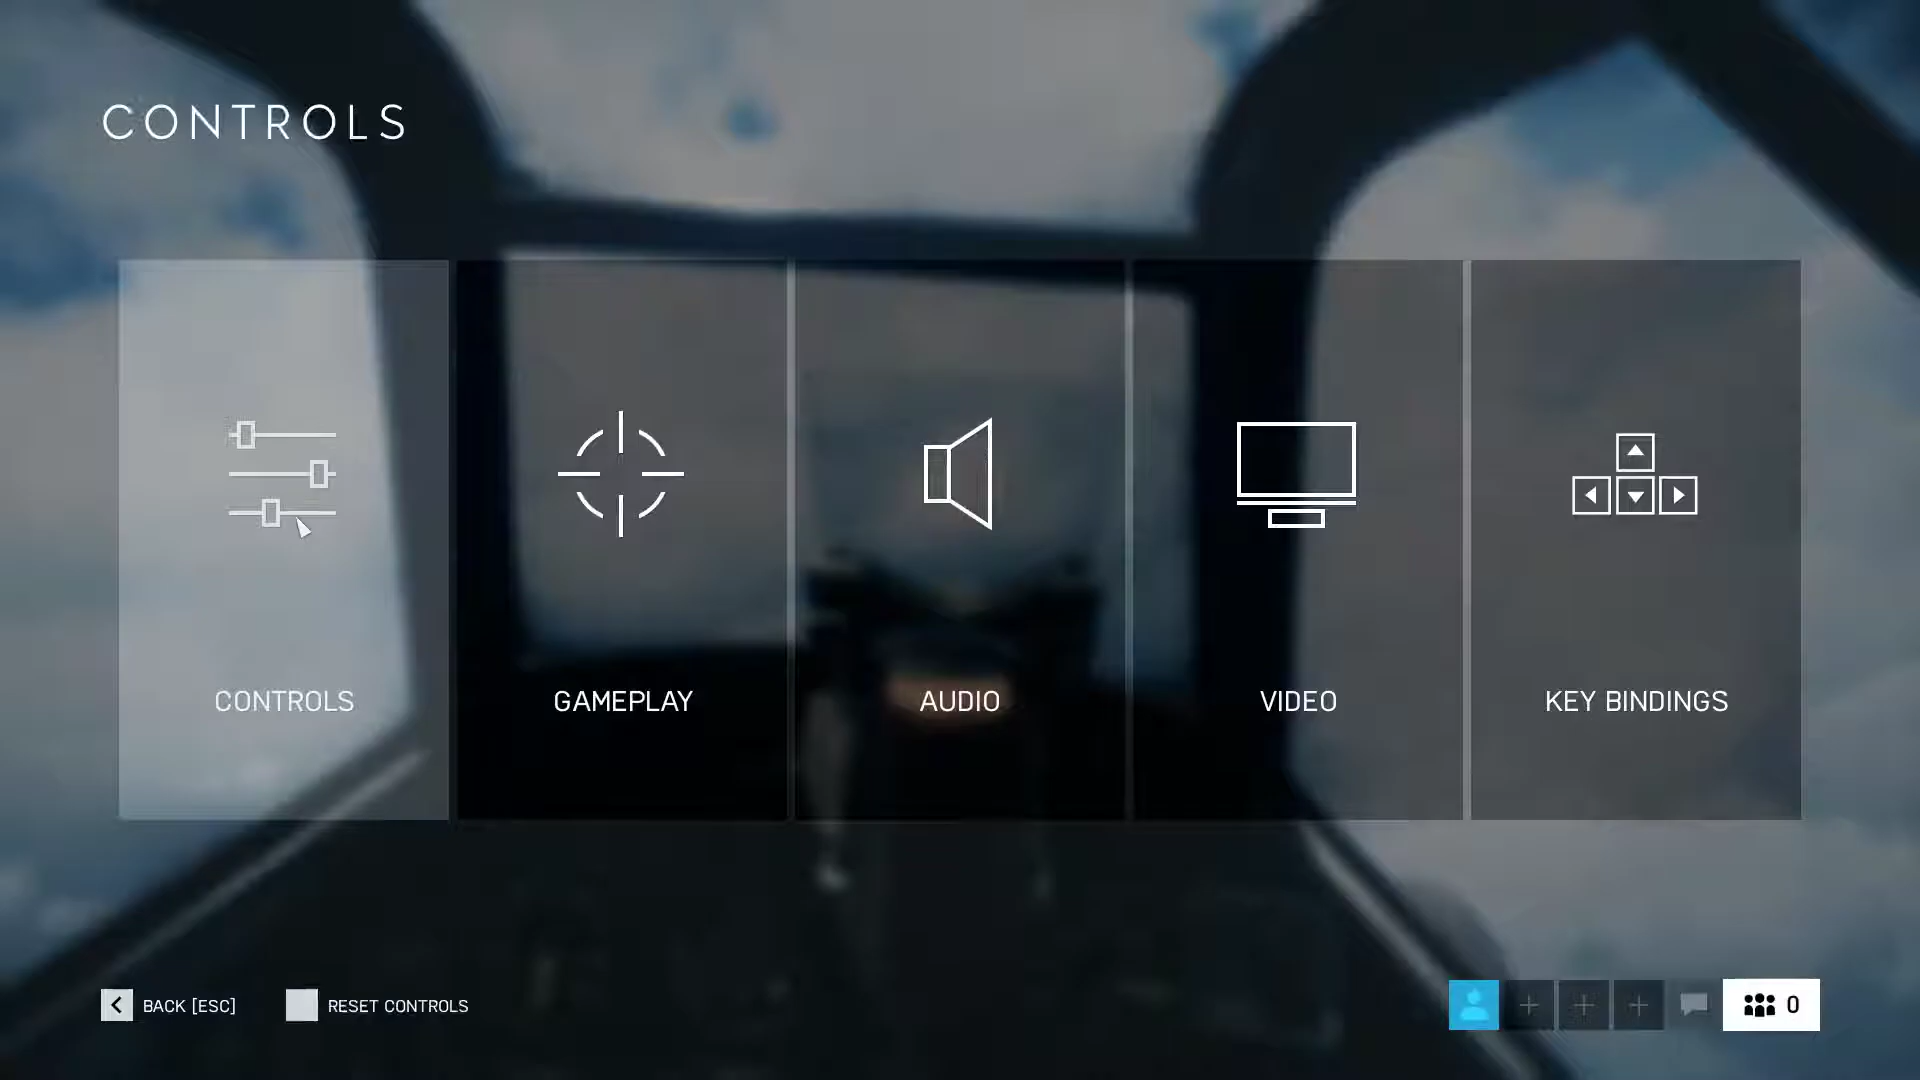 CONTROLS
CONTROLS
GAMEPLAY
AUDIO
VIDEO
KEY BINDINGS
BACK [ESC]
RESET CONTROLS
0